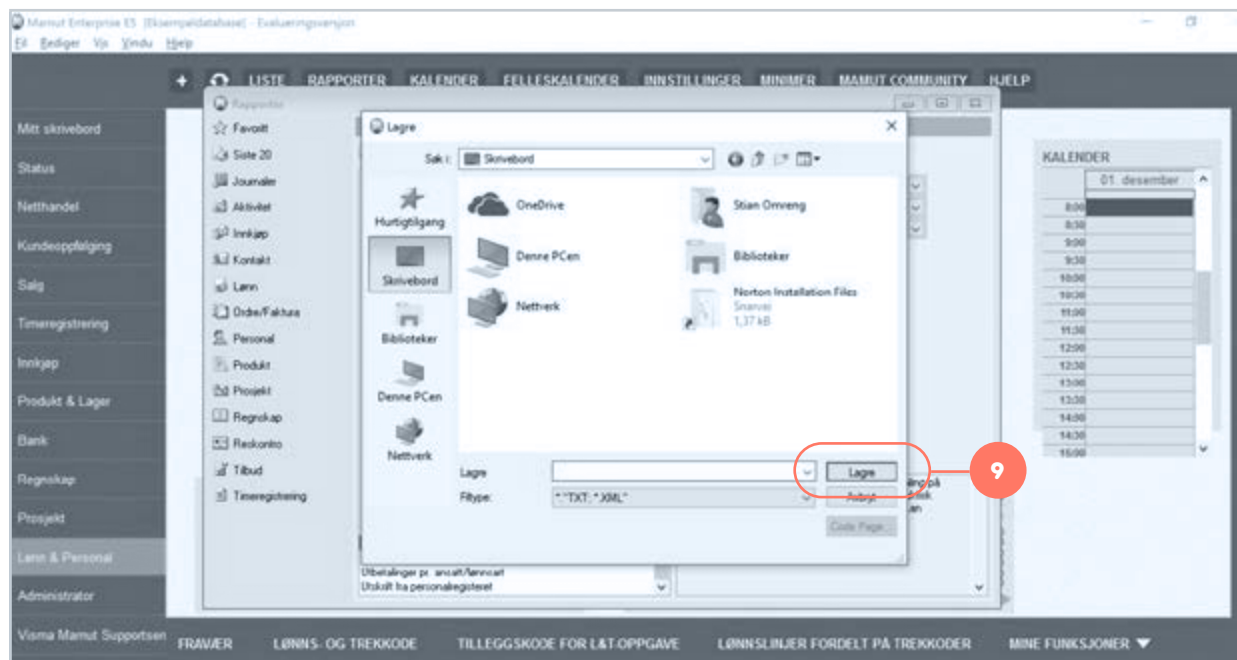 Mamut Enterprise E5 [Eksempeldatabase] - Evalueringsversjon
Fil Rediger Vis Vindu Hjelp
+ LISTE RAPPORTER KALENDER FELLESKALENDER INNSTILLINGER MINIMER MAMUT COMMUNITY HJELP
Mitt skrivebord
Status
Netthandel
Kundeoppfølging
Salg
Timeregistrering
Innkjøp
Produkt & Lager
Bank
Regnskap
Prosjekt
Lønn & Personal
Administrator
Visma Mamut Supportsen
Rapporter
Favoritt
Siste 20
Journaler
Aktivitet
Innkjøp
Kontakt
Lønn
Ordre/Faktura
Personal
Produkt
Prosjekt
Regnskap
Reskontro
Tilbud
Timeregistrering
Lagre
Søk i: Skrivebord
Hurtigtilgang
Skrivebord
Biblioteker
Denne PCen
Nettverk
OneDrive
Stian Omreng
Denne PCen
Biblioteker
Nettverk
Norton Installation Files
Snarvei
1,37 kB
Lagre
Lagre
Filtype: *."TXT; *.XML"
Avbryt
Code Page...
9
Utbetalinger pr. ansatt/lønnsart
Utskrift fra personalregisteret
KALENDER
01. desember
8:00
8:30
9:00
9:30
10:00
10:30
11:00
11:30
12:00
12:30
13:00
13:30
14:00
14:30
15:00
FRAVÆR LØNNS- OG TREKKODE TILLEGGSKODE FOR L&T-OPPGAVE LØNNSLINJER FORDELT PÅ TREKKODER MINE FUNKSJONER